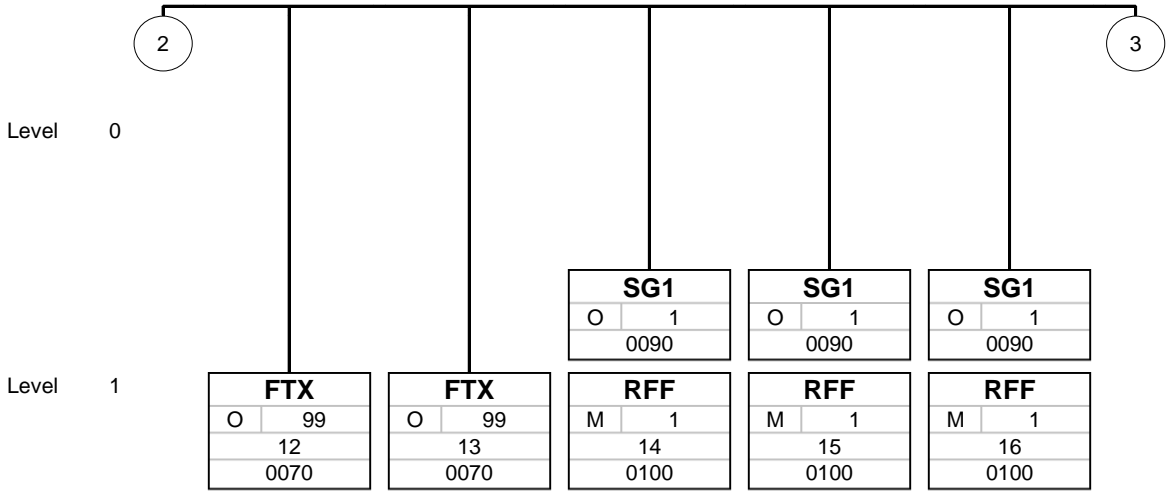 2 3
Level 0
SG1 SG1 SG1
O 1 O 1 O 1
0090 0090 0090
Level 1 FTX FTX RFF RFF RFF
O 99 O 99 M 1 M 1 M 1
12 13 14 15 16
0070 0070 0100 0100 0100